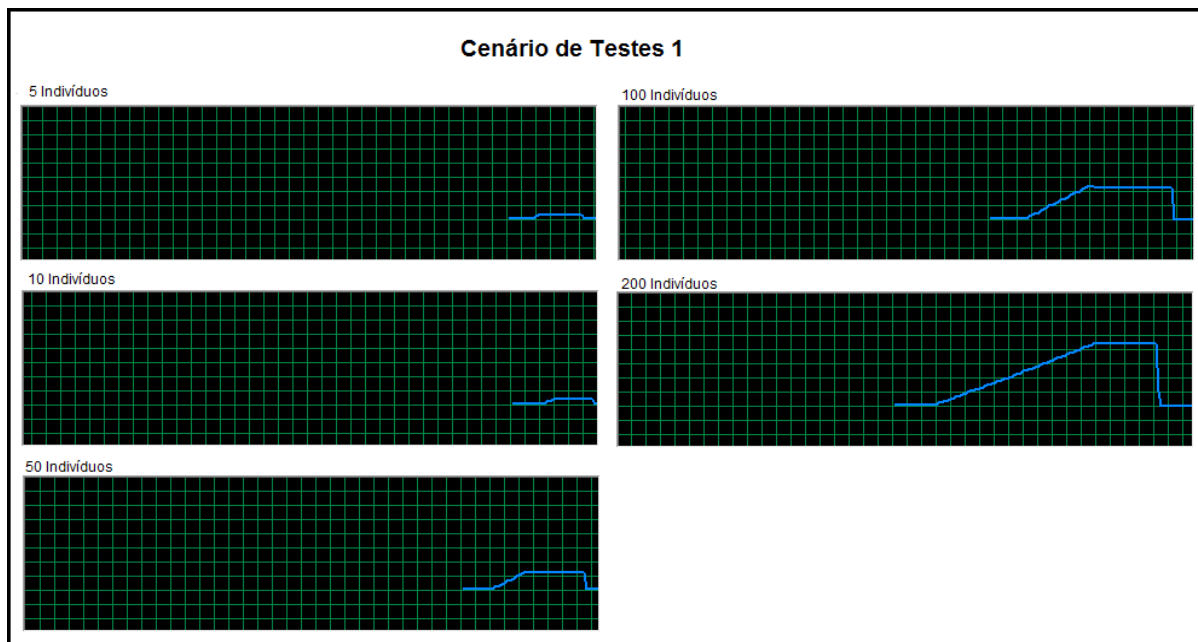 Cenário de Testes 1
5 Indivíduos
100 Indivíduos
10 Indivíduos
200 Indivíduos
50 Indivíduos